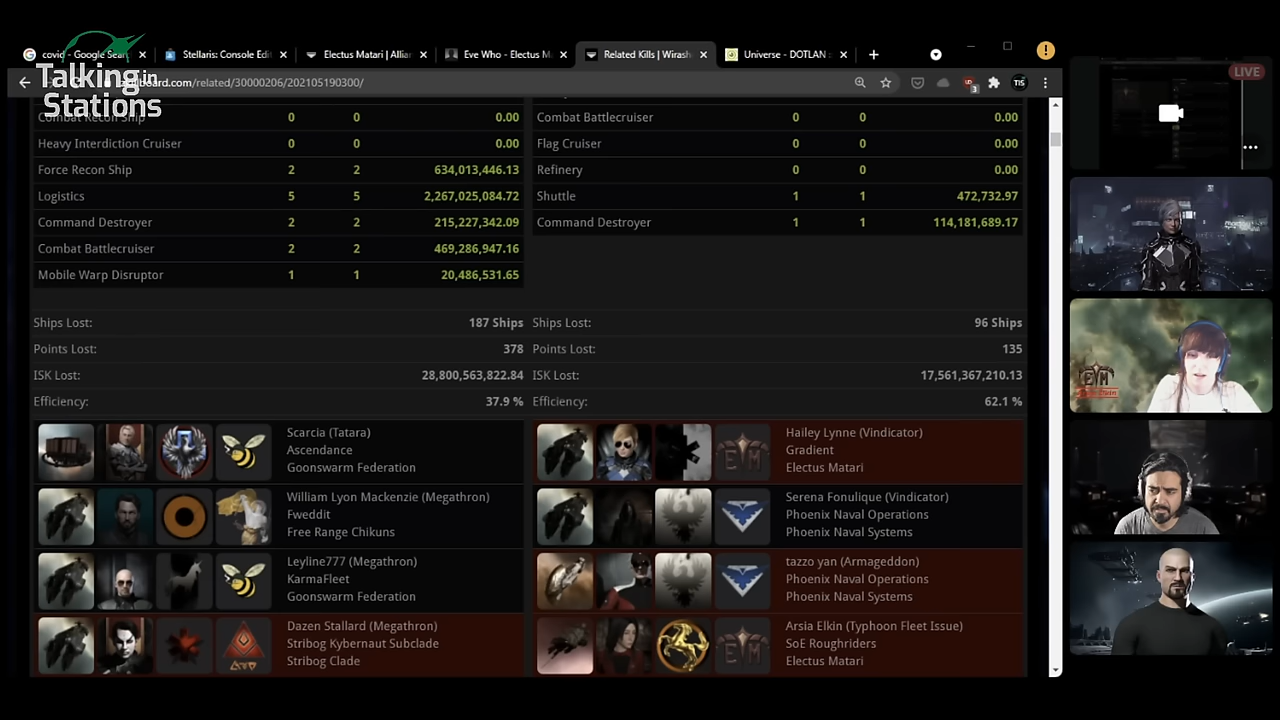 covid - Google Sear
Stellaris: Console Edit
Electus Matari | Allian
Eve Who - Electus M
Related Kills | Wirash
Universe - DOTLAN
Talking in Stations
board.com/related/30000206/202105190300/
3
TiS
LIVE
Combat Recon Ship 0 0 0.00
Combat Battlecruiser 0 0 0.00
Heavy Interdiction Cruiser 0 0 0.00
Flag Cruiser 0 0 0.00
Force Recon Ship 2 2 634,013,446.13
Refinery 0 0 0.00
Logistics 5 5 2,267,025,084.72
Shuttle 1 1 472,732.97
Command Destroyer 2 2 215,227,342.09
Command Destroyer 1 1 114,181,689.17
Combat Battlecruiser 2 2 469,286,947.16
Mobile Warp Disruptor 1 1 20,486,531.65
Ships Lost: 187 Ships
Ships Lost: 96 Ships
Points Lost: 378
Points Lost: 135
ISK Lost: 28,800,563,822.84
ISK Lost: 17,561,367,210.13
Efficiency: 37.9 %
Efficiency: 62.1 %
Scarcia (Tatara)
Ascendance
Goonswarm Federation
EM
Hailey Lynne (Vindicator)
Gradient
Electus Matari
William Lyon Mackenzie (Megathron)
Fweddit
Free Range Chikuns
Serena Fonulique (Vindicator)
Phoenix Naval Operations
Phoenix Naval Systems
Leyline777 (Megathron)
KarmaFleet
Goonswarm Federation
tazzo yan (Armageddon)
Phoenix Naval Operations
Phoenix Naval Systems
Dazen Stallard (Megathron)
Stribog Kybernaut Subclade
Stribog Clade
EM
Arsia Elkin (Typhoon Fleet Issue)
SoE Roughriders
Electus Matari
EM